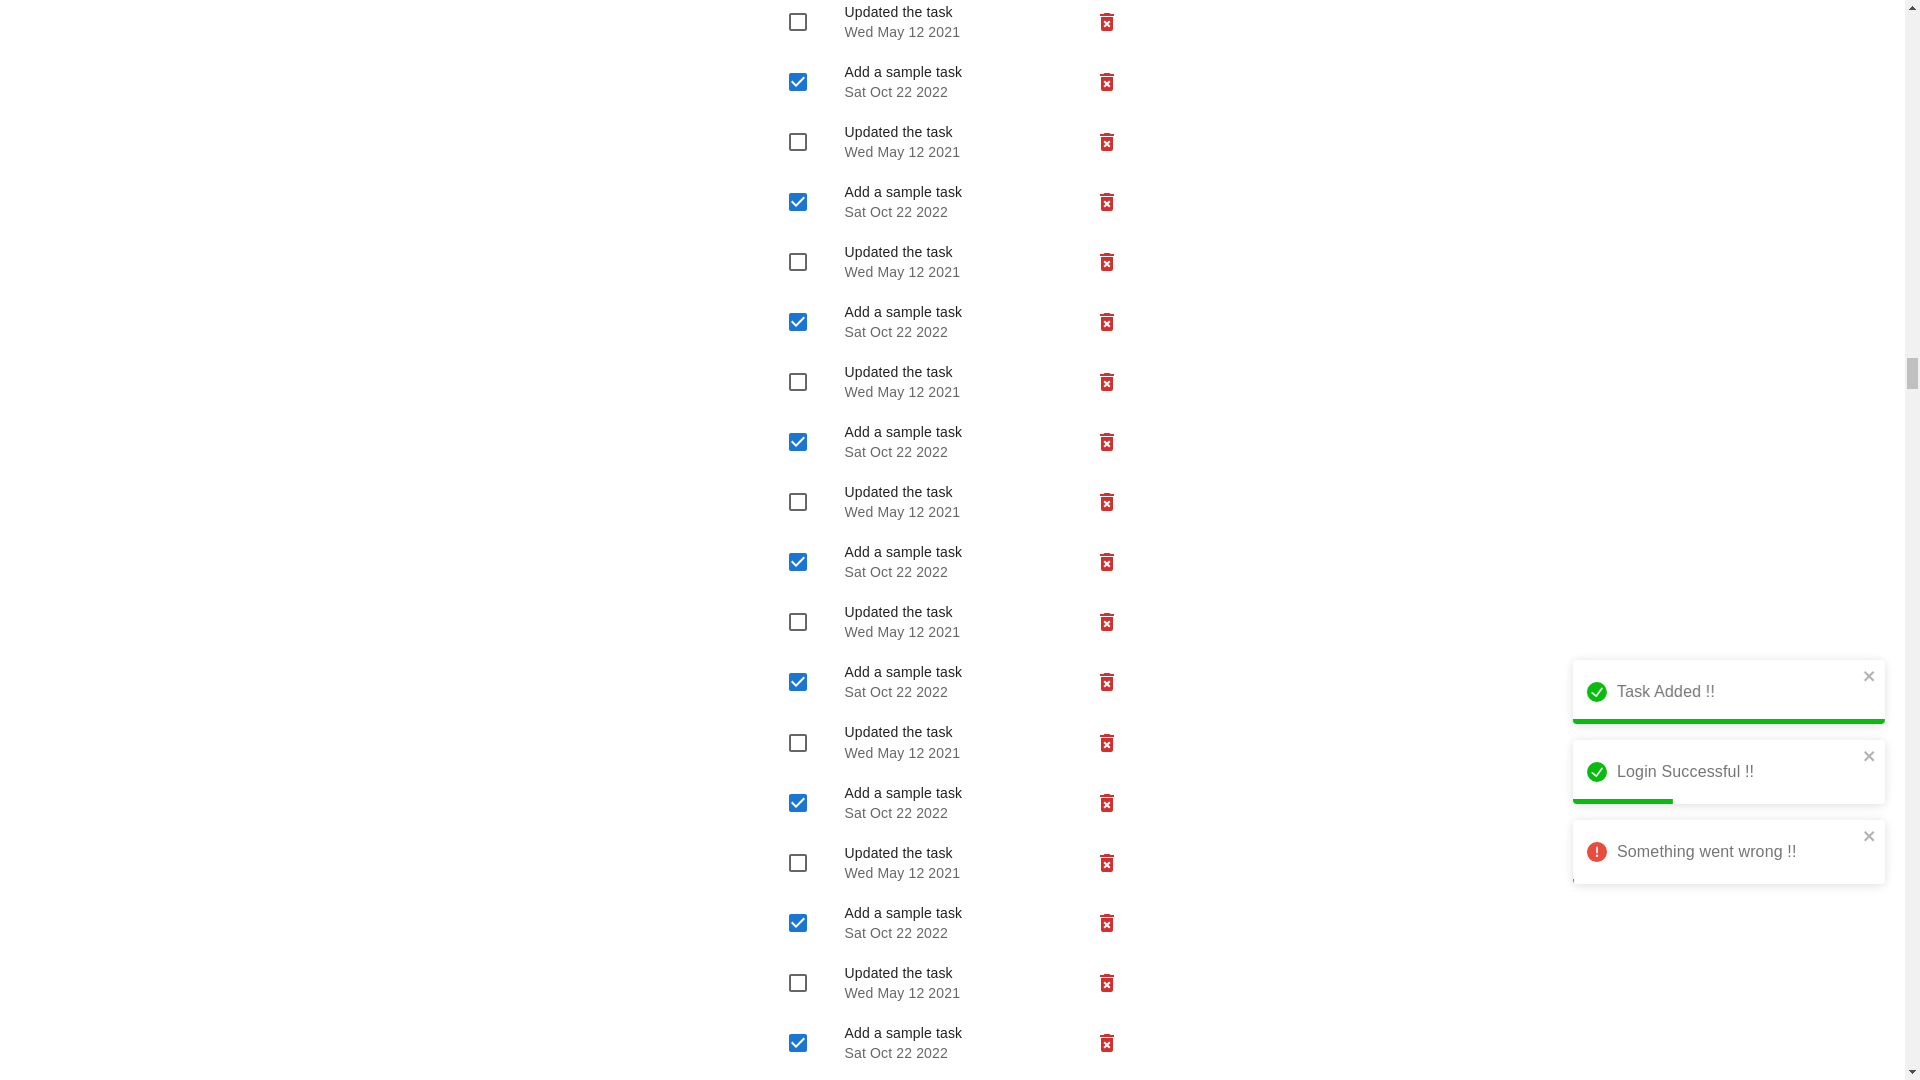 Updated the task
Wed May 12 2021
Add a sample task
Sat Oct 22 2022
Updated the task
Wed May 12 2021
Add a sample task
Sat Oct 22 2022
Updated the task
Wed May 12 2021
Add a sample task
Sat Oct 22 2022
Updated the task
Wed May 12 2021
Add a sample task
Sat Oct 22 2022
Updated the task
Wed May 12 2021
Add a sample task
Sat Oct 22 2022
Updated the task
Wed May 12 2021
Add a sample task
Sat Oct 22 2022
Updated the task
Wed May 12 2021
Add a sample task
Sat Oct 22 2022
Updated the task
Wed May 12 2021
Add a sample task
Sat Oct 22 2022
Updated the task
Wed May 12 2021
Add a sample task
Sat Oct 22 2022
Task Added !!
Login Successful !!
Something went wrong !!